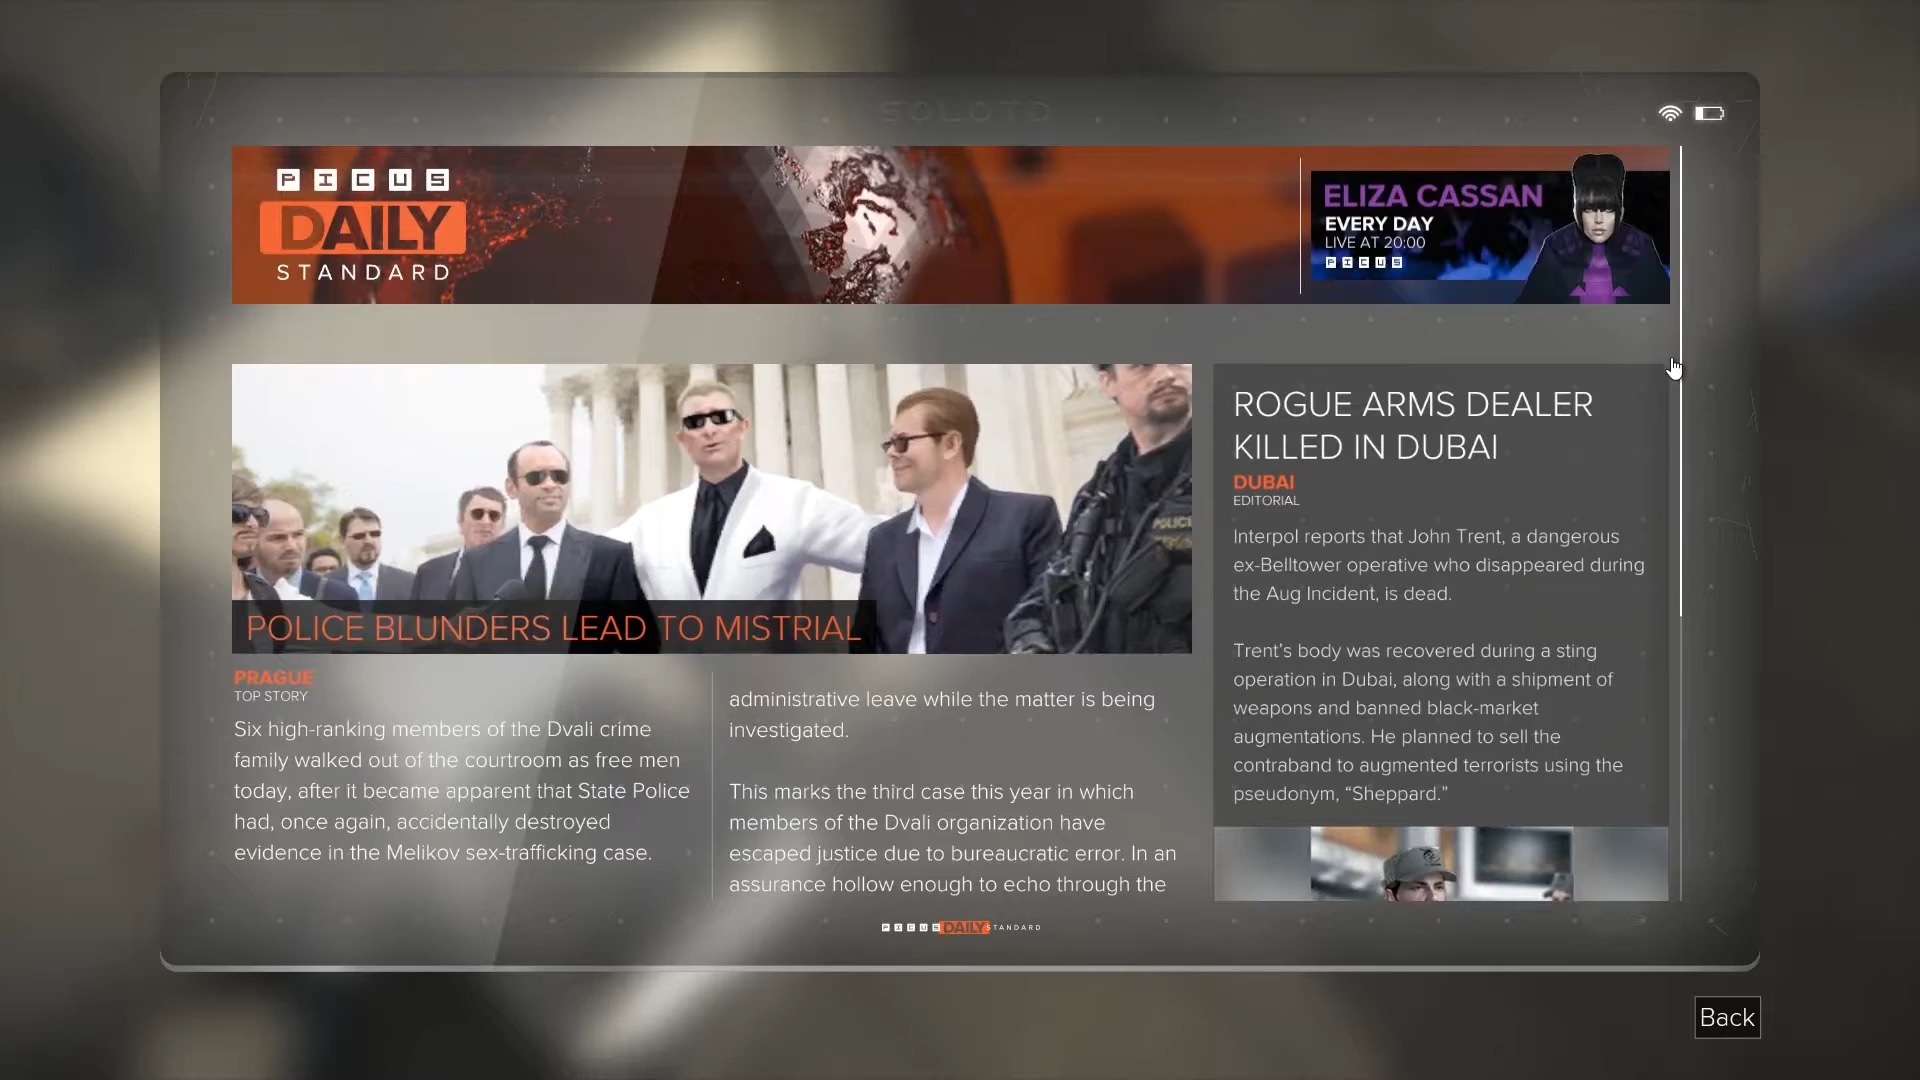 SOLOTO
PICUS
DAILY
STANDARD
ELIZA CASSAN
EVERY DAY
LIVE AT 20:00
PICUS
POLICE
POLICE BLUNDERS LEAD TO MISTRIAL
PRAGUE
TOP STORY
Six high-ranking members of the Dvali crime
family walked out of the courtroom as free men
today, after it became apparent that State Police
had, once again, accidentally destroyed
evidence in the Melikov sex-trafficking case.
administrative leave while the matter is being
investigated.
This marks the third case this year in which
members of the Dvali organization have
escaped justice due to bureaucratic error. In an
assurance hollow enough to echo through the
ROGUE ARMS DEALER
KILLED IN DUBAI
DUBAI
EDITORIAL
Interpol reports that John Trent, a dangerous
ex-Belltower operative who disappeared during
the Aug Incident, is dead.
Trent’s body was recovered during a sting
operation in Dubai, along with a shipment of
weapons and banned black-market
augmentations. He planned to sell the
contraband to augmented terrorists using the
pseudonym, “Sheppard.”
PICUS DAILY STANDARD
Back